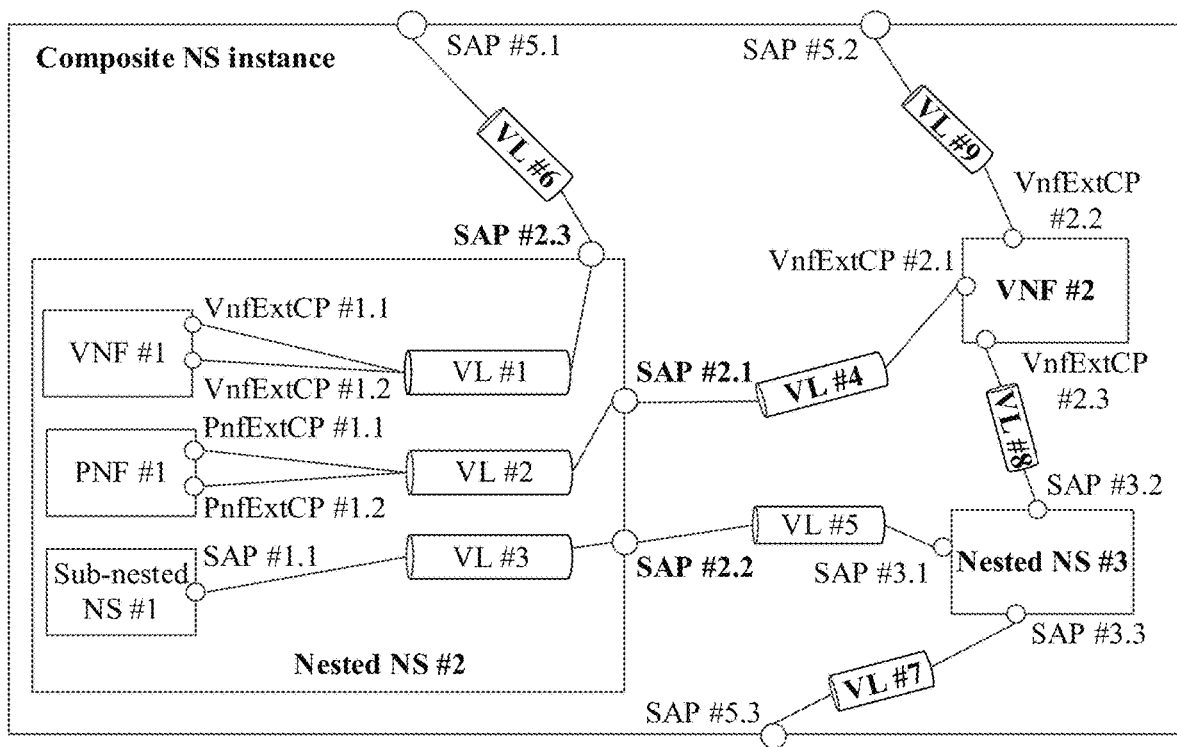 SAP #5.1
SAP #5.2
Composite NS instance
VL #6
VL #9
VnfExtCP
#2.2
SAP #2.3
VnfExtCP #2.1
VNF #2
VnfExtCP #1.1
VNF #1
VL #1
VnfExtCP #1.2
SAP #2.1
VL #4
VnfExtCP
#2.3
PnfExtCP #1.1
PNF #1
VL #2
VL #8
PnfExtCP #1.2
SAP #3.2
SAP #1.1
VL #3
VL #5
Sub-nested
NS #1
SAP #2.2
SAP #3.1
Nested NS #3
SAP #3.3
Nested NS #2
VL #7
SAP #5.3